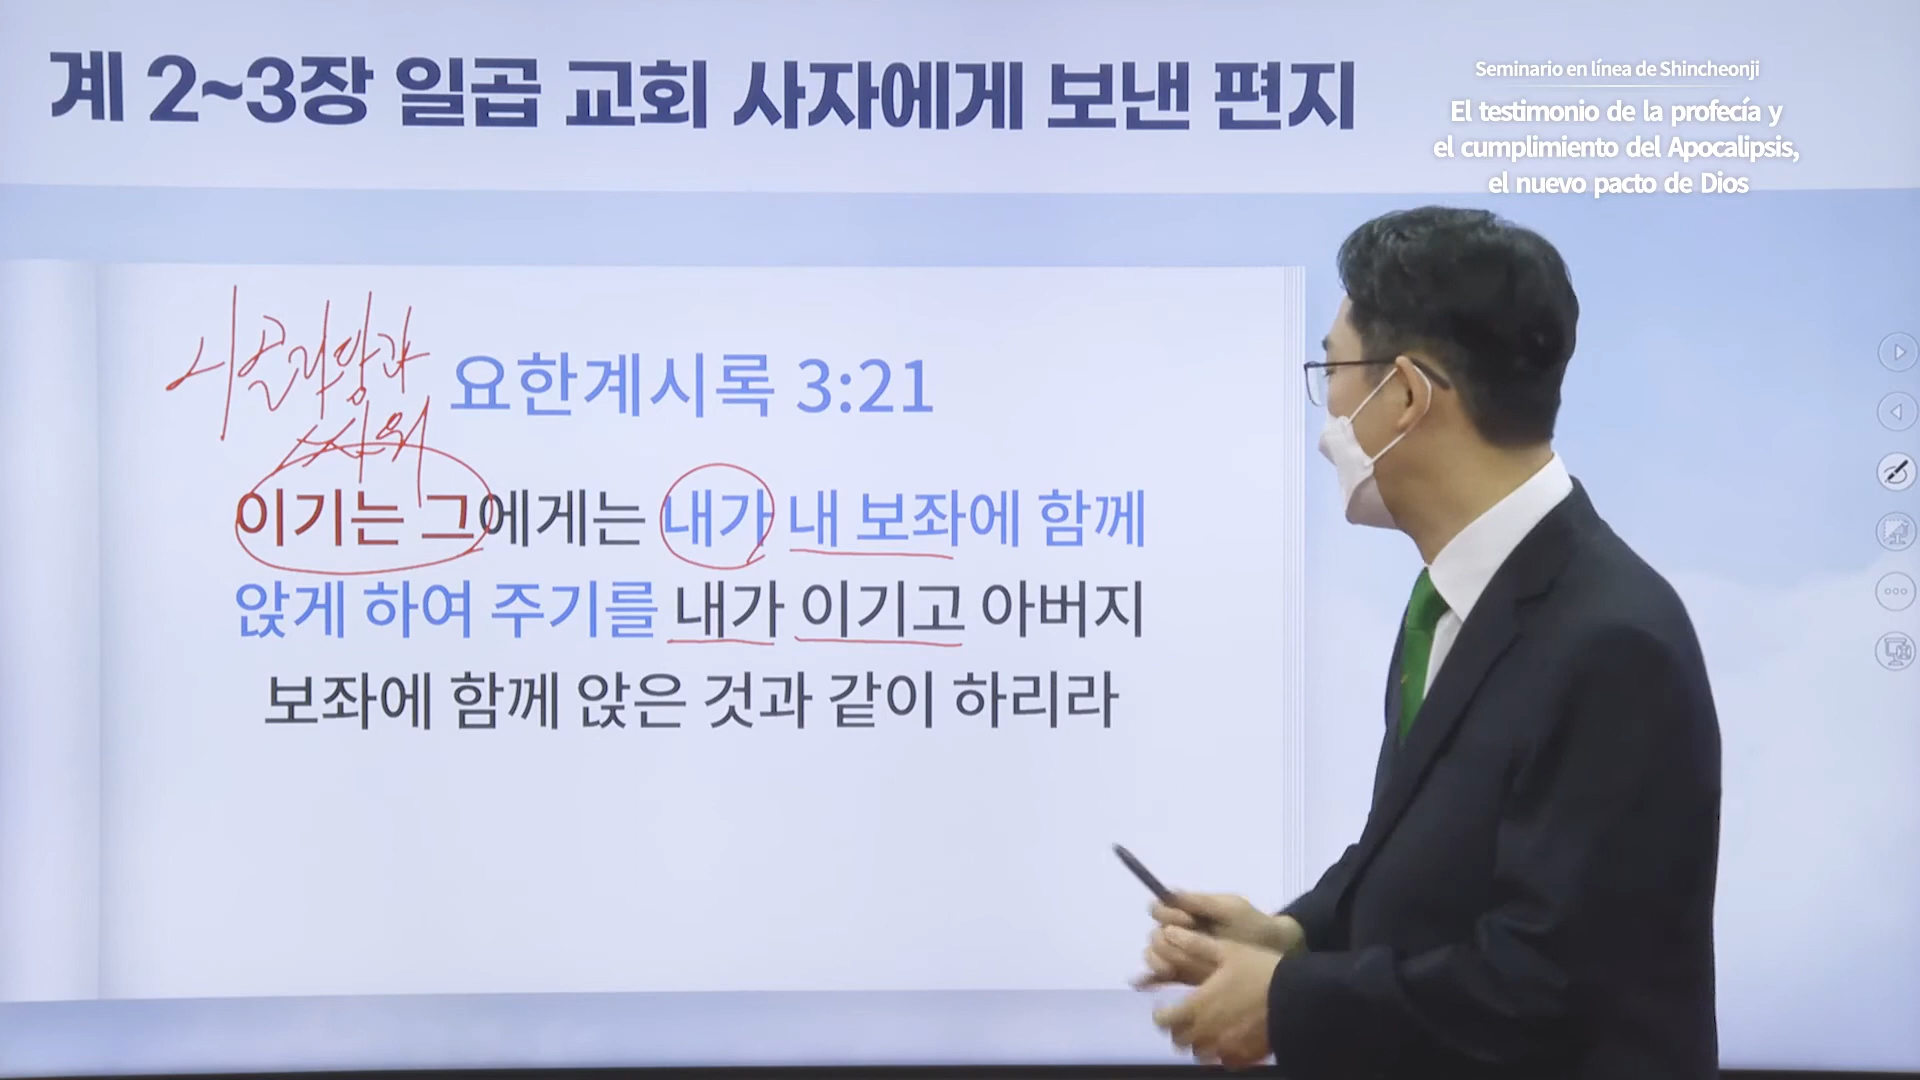 계 2~3장 일곱 교회 사자에게 보낸 편지
Seminario en línea de Shincheonji
El testimonio de la profecía y
el cumplimiento del Apocalipsis,
el nuevo pacto de Dios
요한계시록 3:21
이기는 그에게는 내가 내 보좌에 함께
앉게 하여 주기를 내가 이기고 아버지
보좌에 함께 앉은 것과 같이 하리라